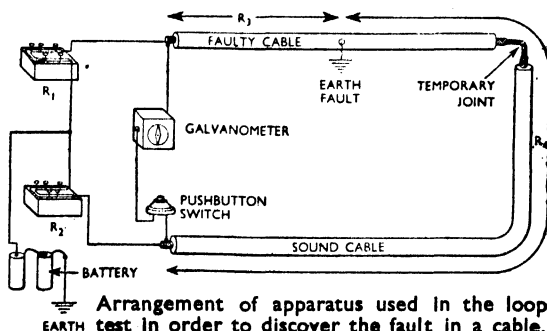 R₃
FAULTY CABLE
EARTH
FAULT
TEMPORARY
JOINT
R₁
GALVANOMETER
R₄
PUSHBUTTON
SWITCH
R₂
SOUND CABLE
BATTERY
EARTH
Arrangement of apparatus used in the loop
test in order to discover the fault in a cable.